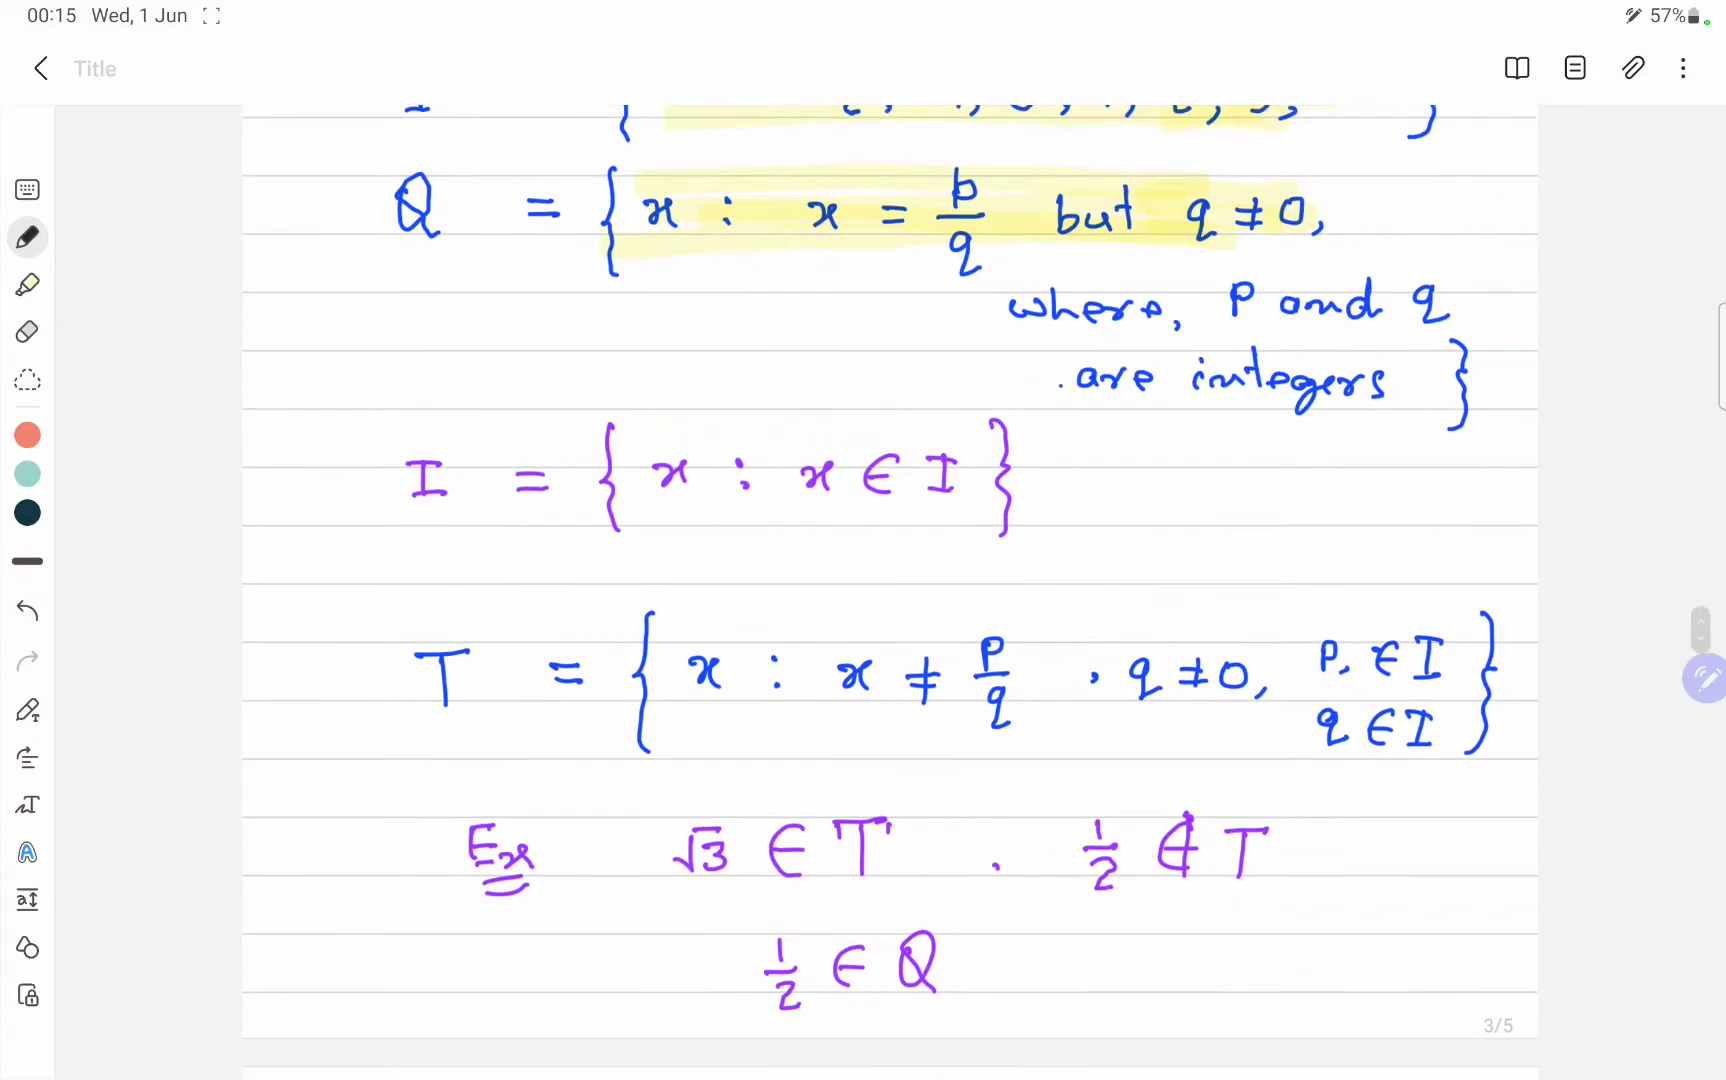 00:15 Wed, 1 Jun 57%
Title
Q = { x : x = p/q but q ≠ 0,
where, P and q
are integers }
I = { x : x ∈ I }
T = { x : x ≠ P/q , q ≠ 0, P, ∈ I
q ∈ I }
Ex √3 ∈ T . 1/2 ∉ T
1/2 ∈ Q
3/5